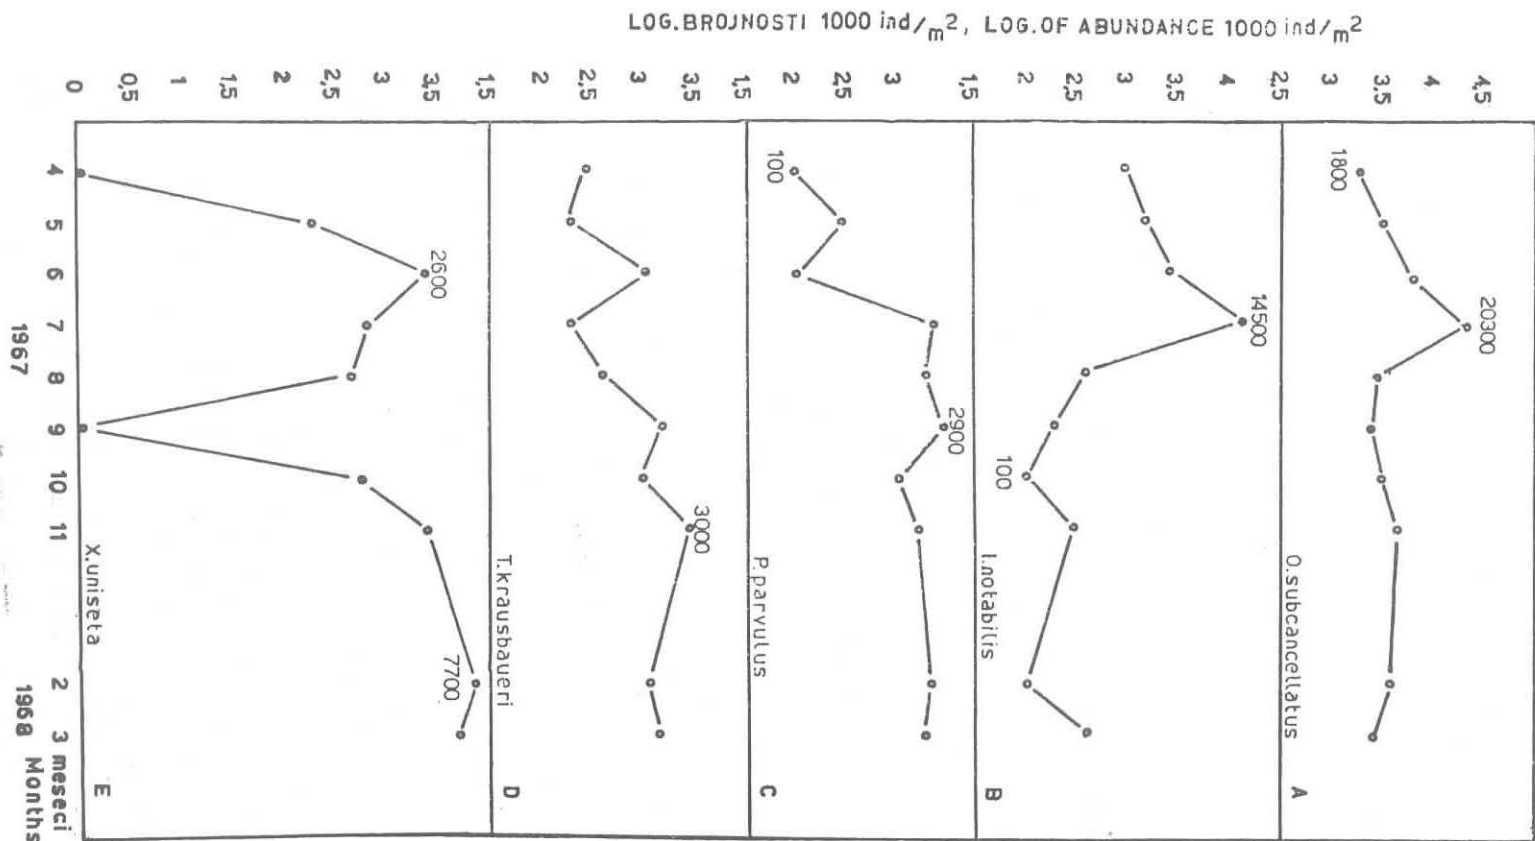 LOG.BROJNOSTI 1000 ind/m², LOG.OF ABUNDANCE 1000 ind/m²
4,5
4
3,5
3
2,5
20300
1800
O.subcancellatus
A
4
3
2,5
2
1,5
14500
100
I.notabilis
B
3
2,5
2
1,5
100
2900
P.parvulus
C
3,5
3
2,5
2
1,5
3000
T.krausbaueri
D
3,5
3
2,5
2
1
0,5
0
2600
7700
X.uniseta
E
4 5 6 7 8 9 10 11 2 3 meseci
1967 1968 Months